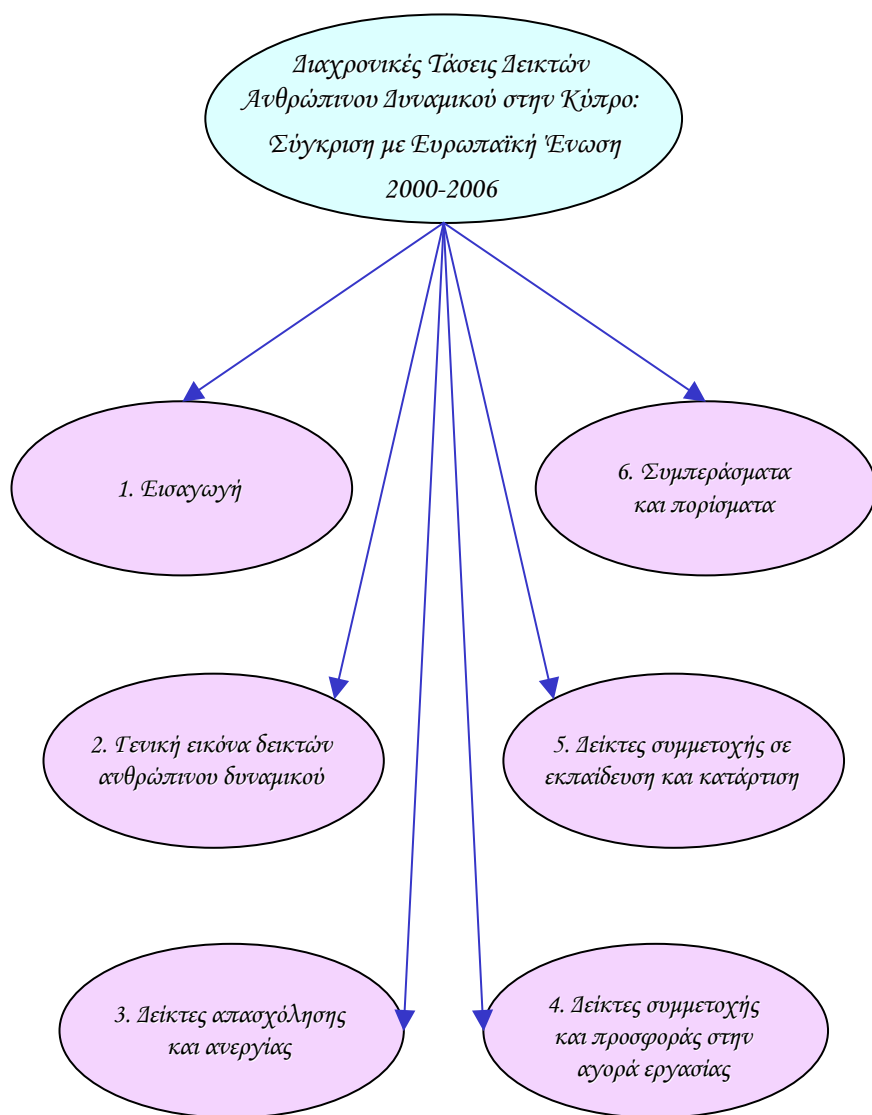 Διαχρονικές Τάσεις Δεικτών
Ανθρώπινου Δυναμικού στην Κύπρο:
Σύγκριση με Ευρωπαϊκή Ένωση
2000-2006
1. Εισαγωγή
6. Συμπεράσματα
και πορίσματα
2. Γενική εικόνα δεικτών
ανθρώπινου δυναμικού
5. Δείκτες συμμετοχής σε
εκπαίδευση και κατάρτιση
3. Δείκτες απασχόλησης
και ανεργίας
4. Δείκτες συμμετοχής
και προσφοράς στην
αγορά εργασίας